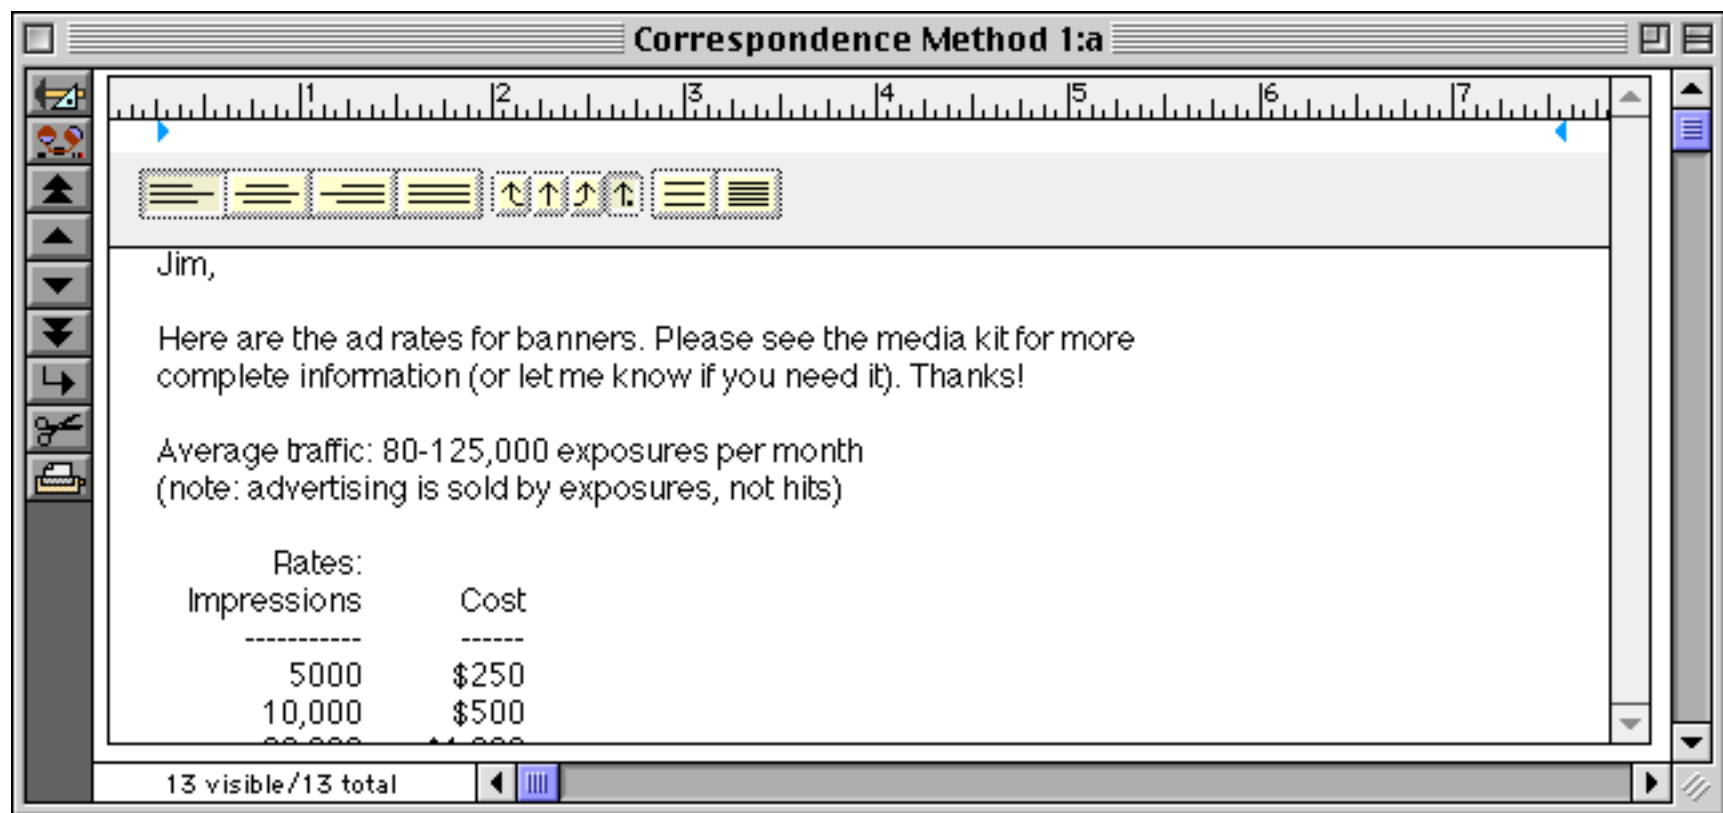 Correspondence Method 1:a
1 2 3 4 5 6 7
Jim,
Here are the ad rates for banners. Please see the media kit for more
complete information (or let me know if you need it). Thanks!
Average traffic: 80-125,000 exposures per month
(note: advertising is sold by exposures, not hits)
Rates:
Impressions Cost
----------- ------
5000 $250
10,000 $500
13 visible/13 total